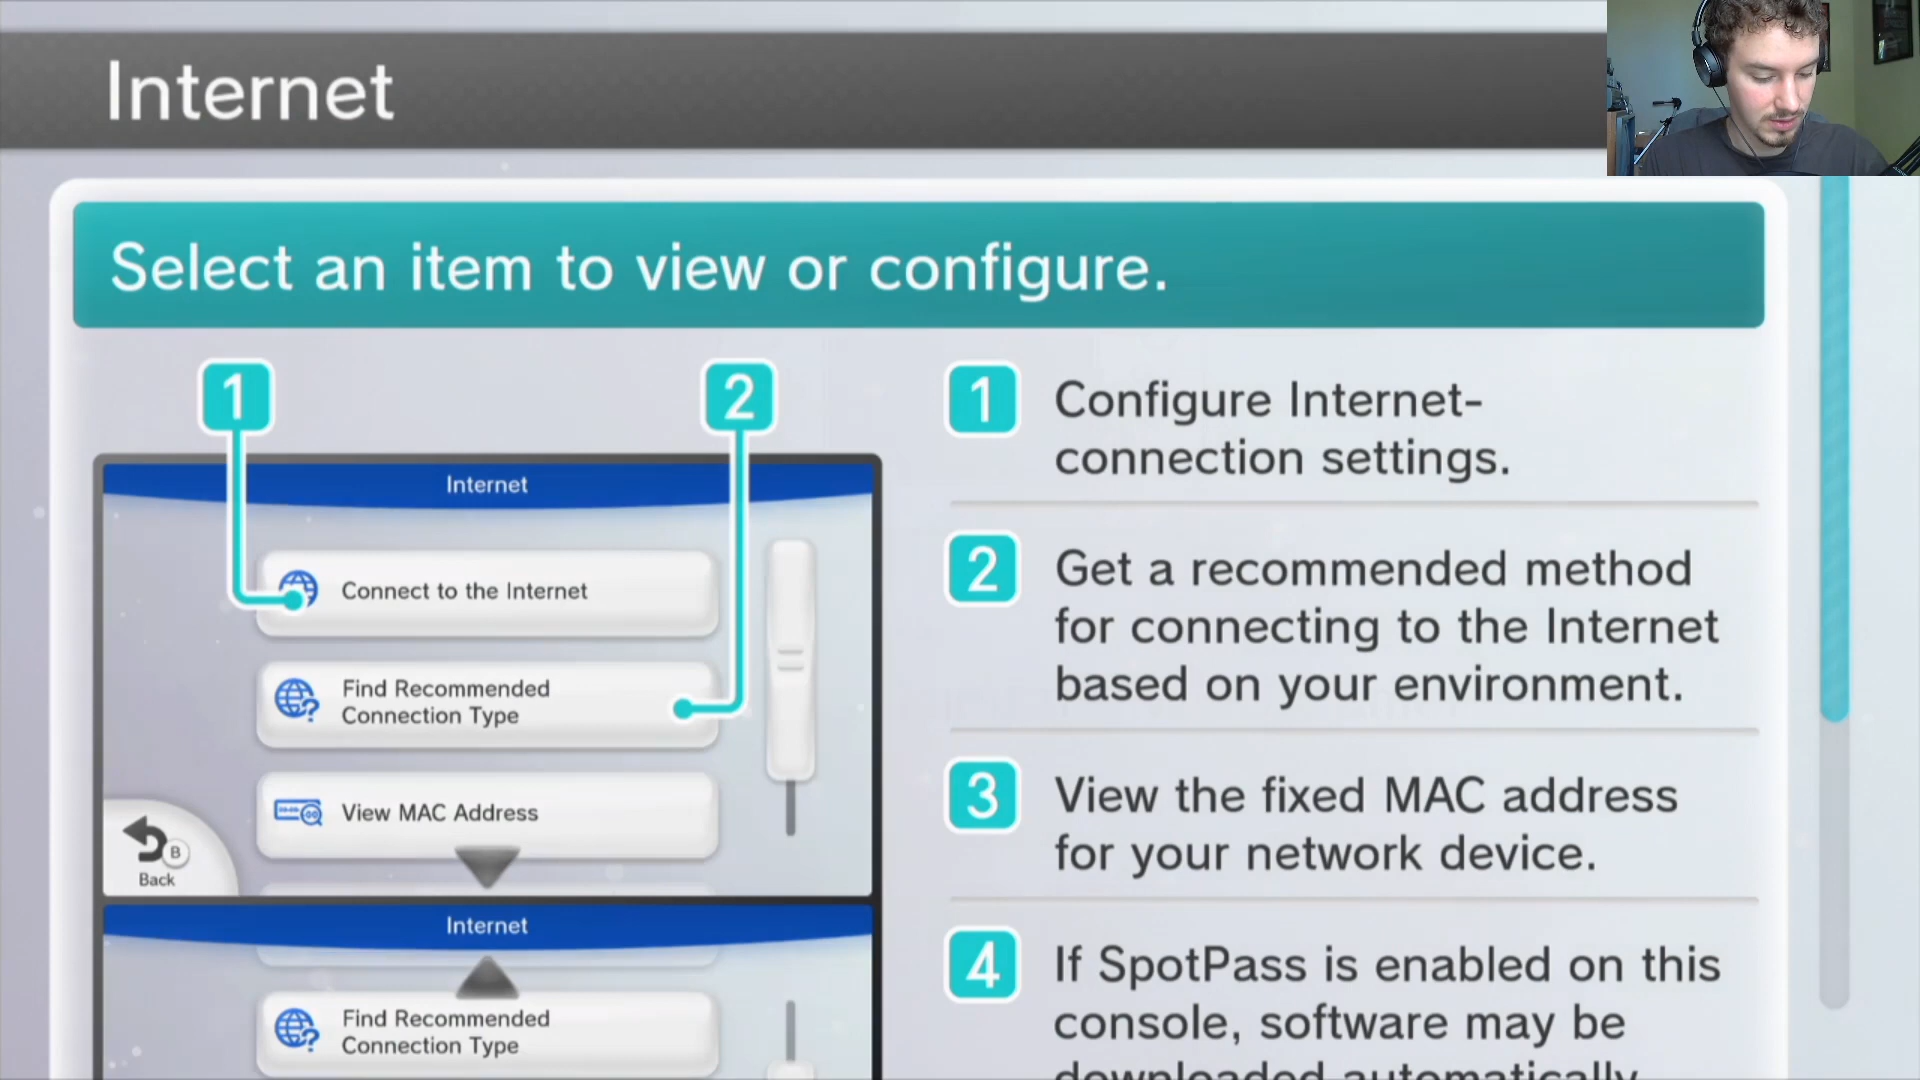 Internet
Select an item to view or configure.
1
2
Internet
Connect to the Internet
Find Recommended
Connection Type
View MAC Address
B
Back
Internet
Find Recommended
Connection Type
1
Configure Internet-
connection settings.
2
Get a recommended method
for connecting to the Internet
based on your environment.
3
View the fixed MAC address
for your network device.
4
If SpotPass is enabled on this
console, software may be
downloaded automatically